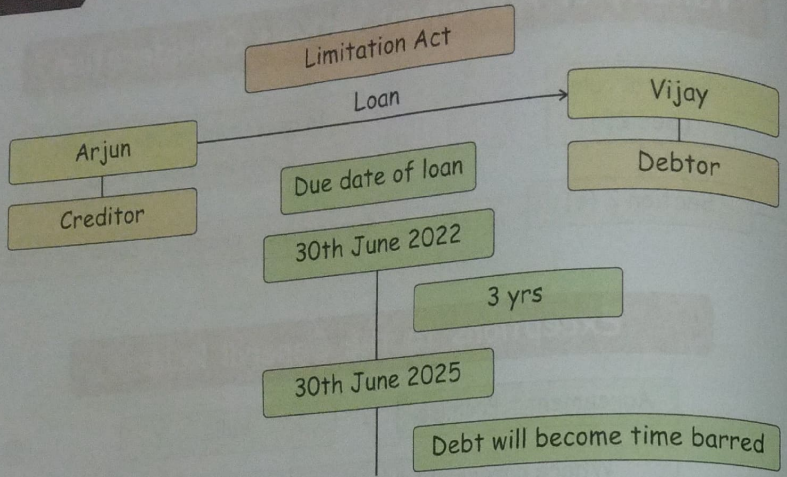 Limitation Act
Loan
Arjun
Vijay
Creditor
Debtor
Due date of loan
30th June 2022
3 yrs
30th June 2025
Debt will become time barred